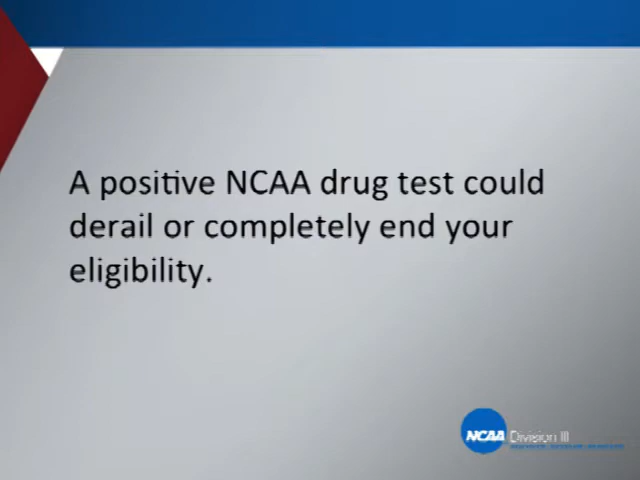 A positive NCAA drug test could
derail or completely end your
eligibility.
NCAA Division III